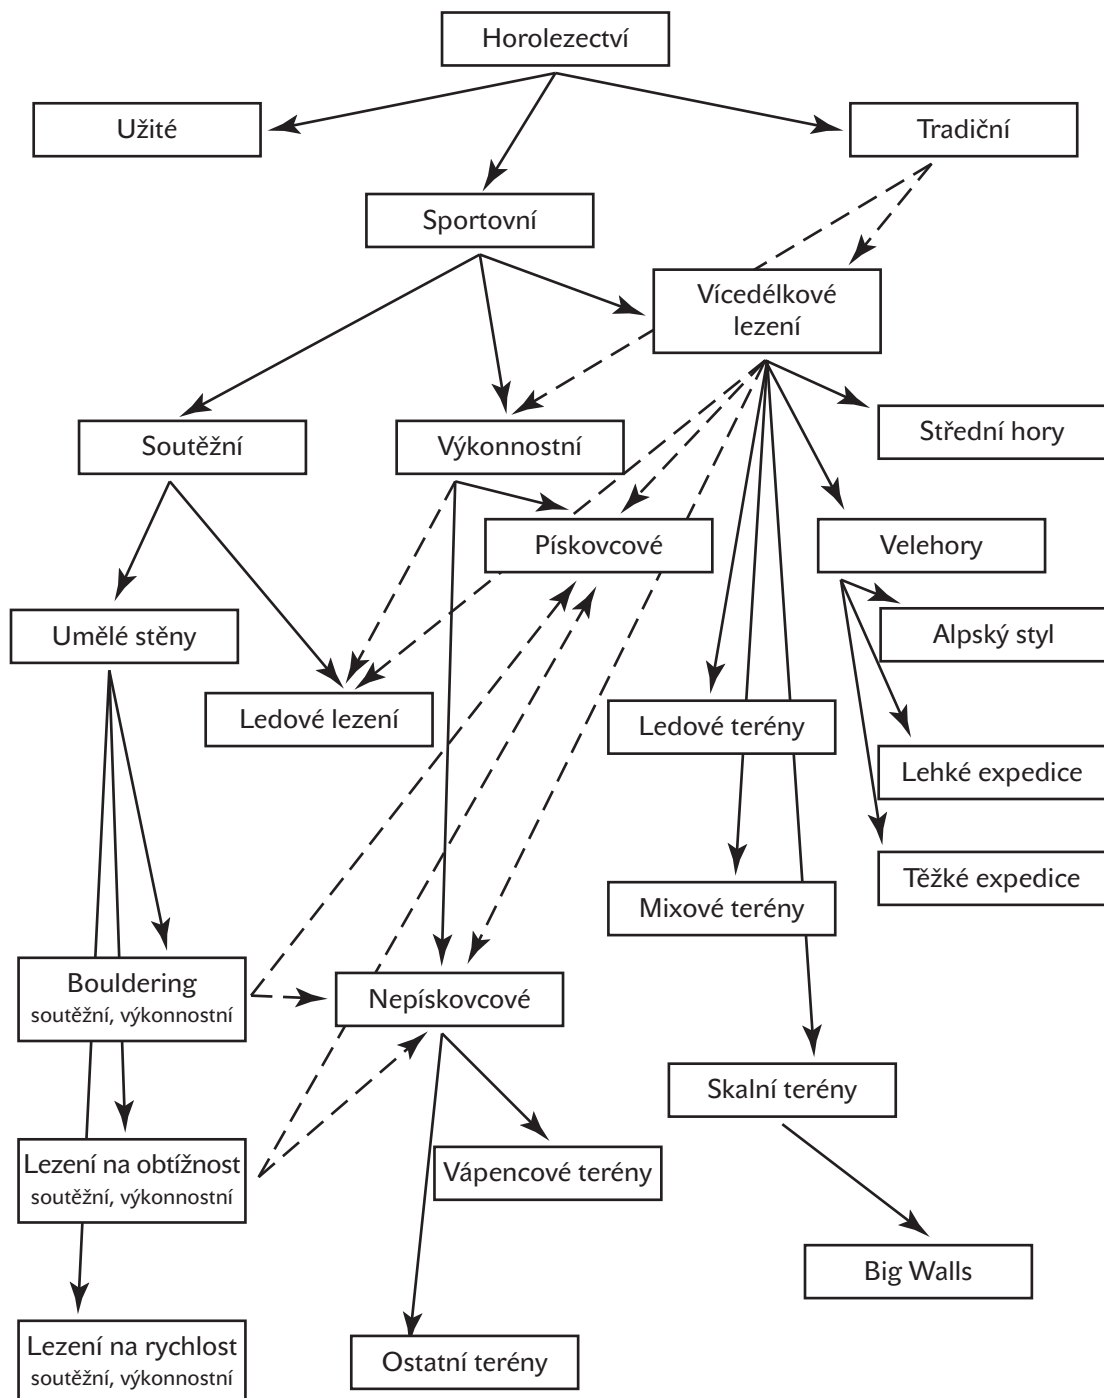 Horolezectví
Užité
Tradiční
Sportovní
Vícedélkové
lezení
Soutěžní
Výkonnostní
Střední hory
Pískovcové
Velehory
Umělé stěny
Alpský styl
Ledové lezení
Ledové terény
Lehké expedice
Těžké expedice
Mixové terény
Bouldering
soutěžní, výkonnostní
Nepískovcové
Skalní terény
Lezení na obtížnost
soutěžní, výkonnostní
Vápencové terény
Big Walls
Lezení na rychlost
soutěžní, výkonnostní
Ostatní terény